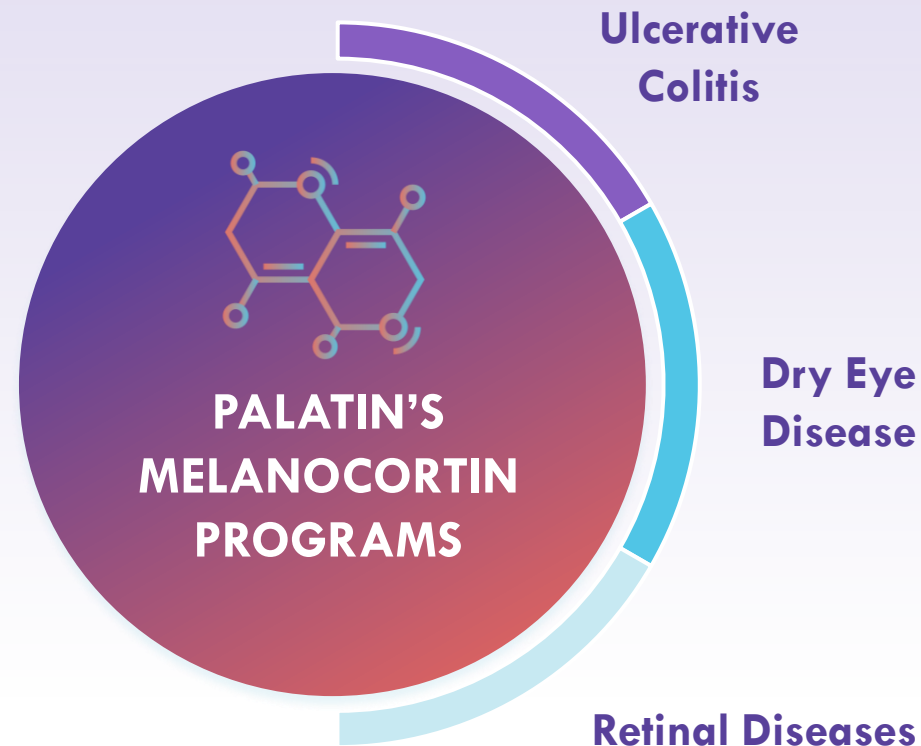 Ulcerative
Colitis
PALATIN'S
MELANOCORTIN
PROGRAMS
Dry Eye
Disease
Retinal Diseases